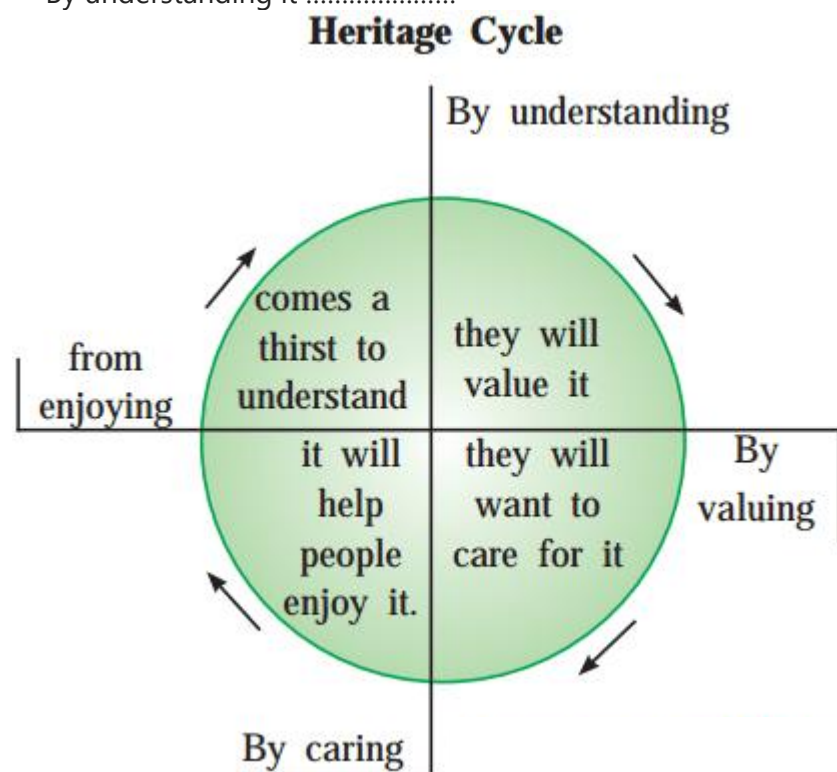 By understanding it .....................
Heritage Cycle
By understanding
comes a
thirst to
understand
they will
value it
from
enjoying
it will
help
people
enjoy it.
they will
want to
care for it
By
valuing
By caring